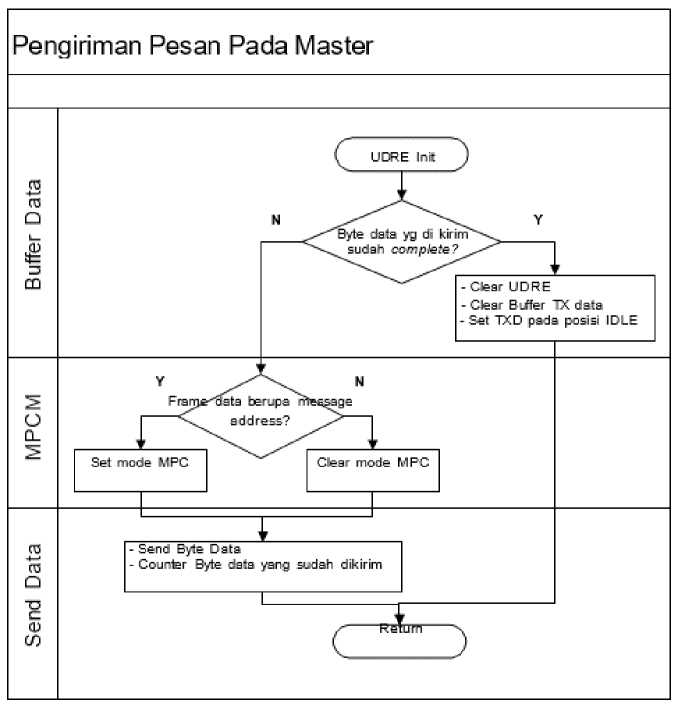 Pengiriman Pesan Pada Master
Buffer Data
UDRE Init
N
Y
Byte data yg di kirim
sudah complete?
- Clear UDRE
- Clear Buffer TX data
- Set TXD pada posisi IDLE
MPCM
Y
N
Frame data berupa message
address?
Set mode MPC
Clear mode MPC
Send Data
- Send Byte Data
- Counter Byte data yang sudah dikirim
Return